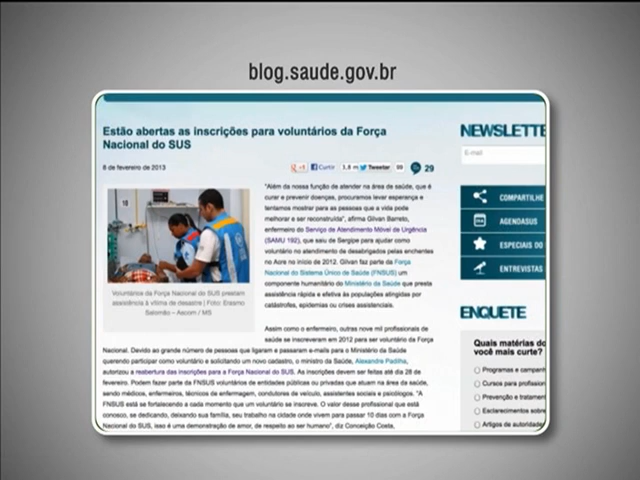 blog.saude.gov.br
Estão abertas as inscrições para voluntários da Força
Nacional do SUS
8 de fevereiro de 2013
+1 Curtir 1,8 m Tweetar 99 29
"Além da nossa função de atender na área da saúde, que é
curar e prevenir doenças, procuramos levar esperança e
tentamos mostrar para as pessoas que a vida pode
melhorar e ser reconstruída", afirma Gilvan Barreto,
enfermeiro do Serviço de Atendimento Móvel de Urgência
(SAMU 192), que saiu de Sergipe para ajudar como
voluntário no atendimento de desabrigados pelas enchentes
no Acre no início de 2012. Gilvan faz parte da Força
Nacional do Sistema Único de Saúde (FNSUS) um
componente humanitário do Ministério da Saúde que presta
assistência rápida e efetiva às populações atingidas por
catástrofes, epidemias ou crises assistenciais.
Voluntários da Força Nacional do SUS prestam
assistência à vítima de desastre | Foto: Erasmo
Salomão – Ascom / MS
Assim como o enfermeiro, outras nove mil profissionais de
saúde se inscreveram em 2012 para ser voluntário da Força
Nacional. Devido ao grande número de pessoas que ligaram e passaram e-mails para o Ministério da Saúde
querendo participar como voluntário e solicitando um novo cadastro, o ministro da Saúde, Alexandre Padilha,
autorizou a reabertura das inscrições para a Força Nacional do SUS. As inscrições devem ser feitas até dia 28 de
fevereiro. Podem fazer parte da FNSUS voluntários de entidades públicas ou privadas que atuam na área da saúde,
sendo médicos, enfermeiros, técnicos de enfermagem, condutores de veículo, assistentes sociais e psicólogos. "A
FNSUS está se fortalecendo a cada momento que um voluntário se inscreve. O valor desse profissional que está
conosco, se dedicando, deixando sua família, seu trabalho na cidade onde vivem para passar 10 dias com a Força
Nacional do SUS, isso é uma demonstração de amor, de respeito ao ser humano", diz Conceição Costa,
NEWSLETTE
E-mail
COMPARTILHE
AGENDASUS
ESPECIAIS DO
ENTREVISTAS
ENQUETE
Quais matérias do
você mais curte?
Programas e campanh
Cursos para profission
Prevenção e tratament
Esclarecimentos sobre
Artigos de autoridades